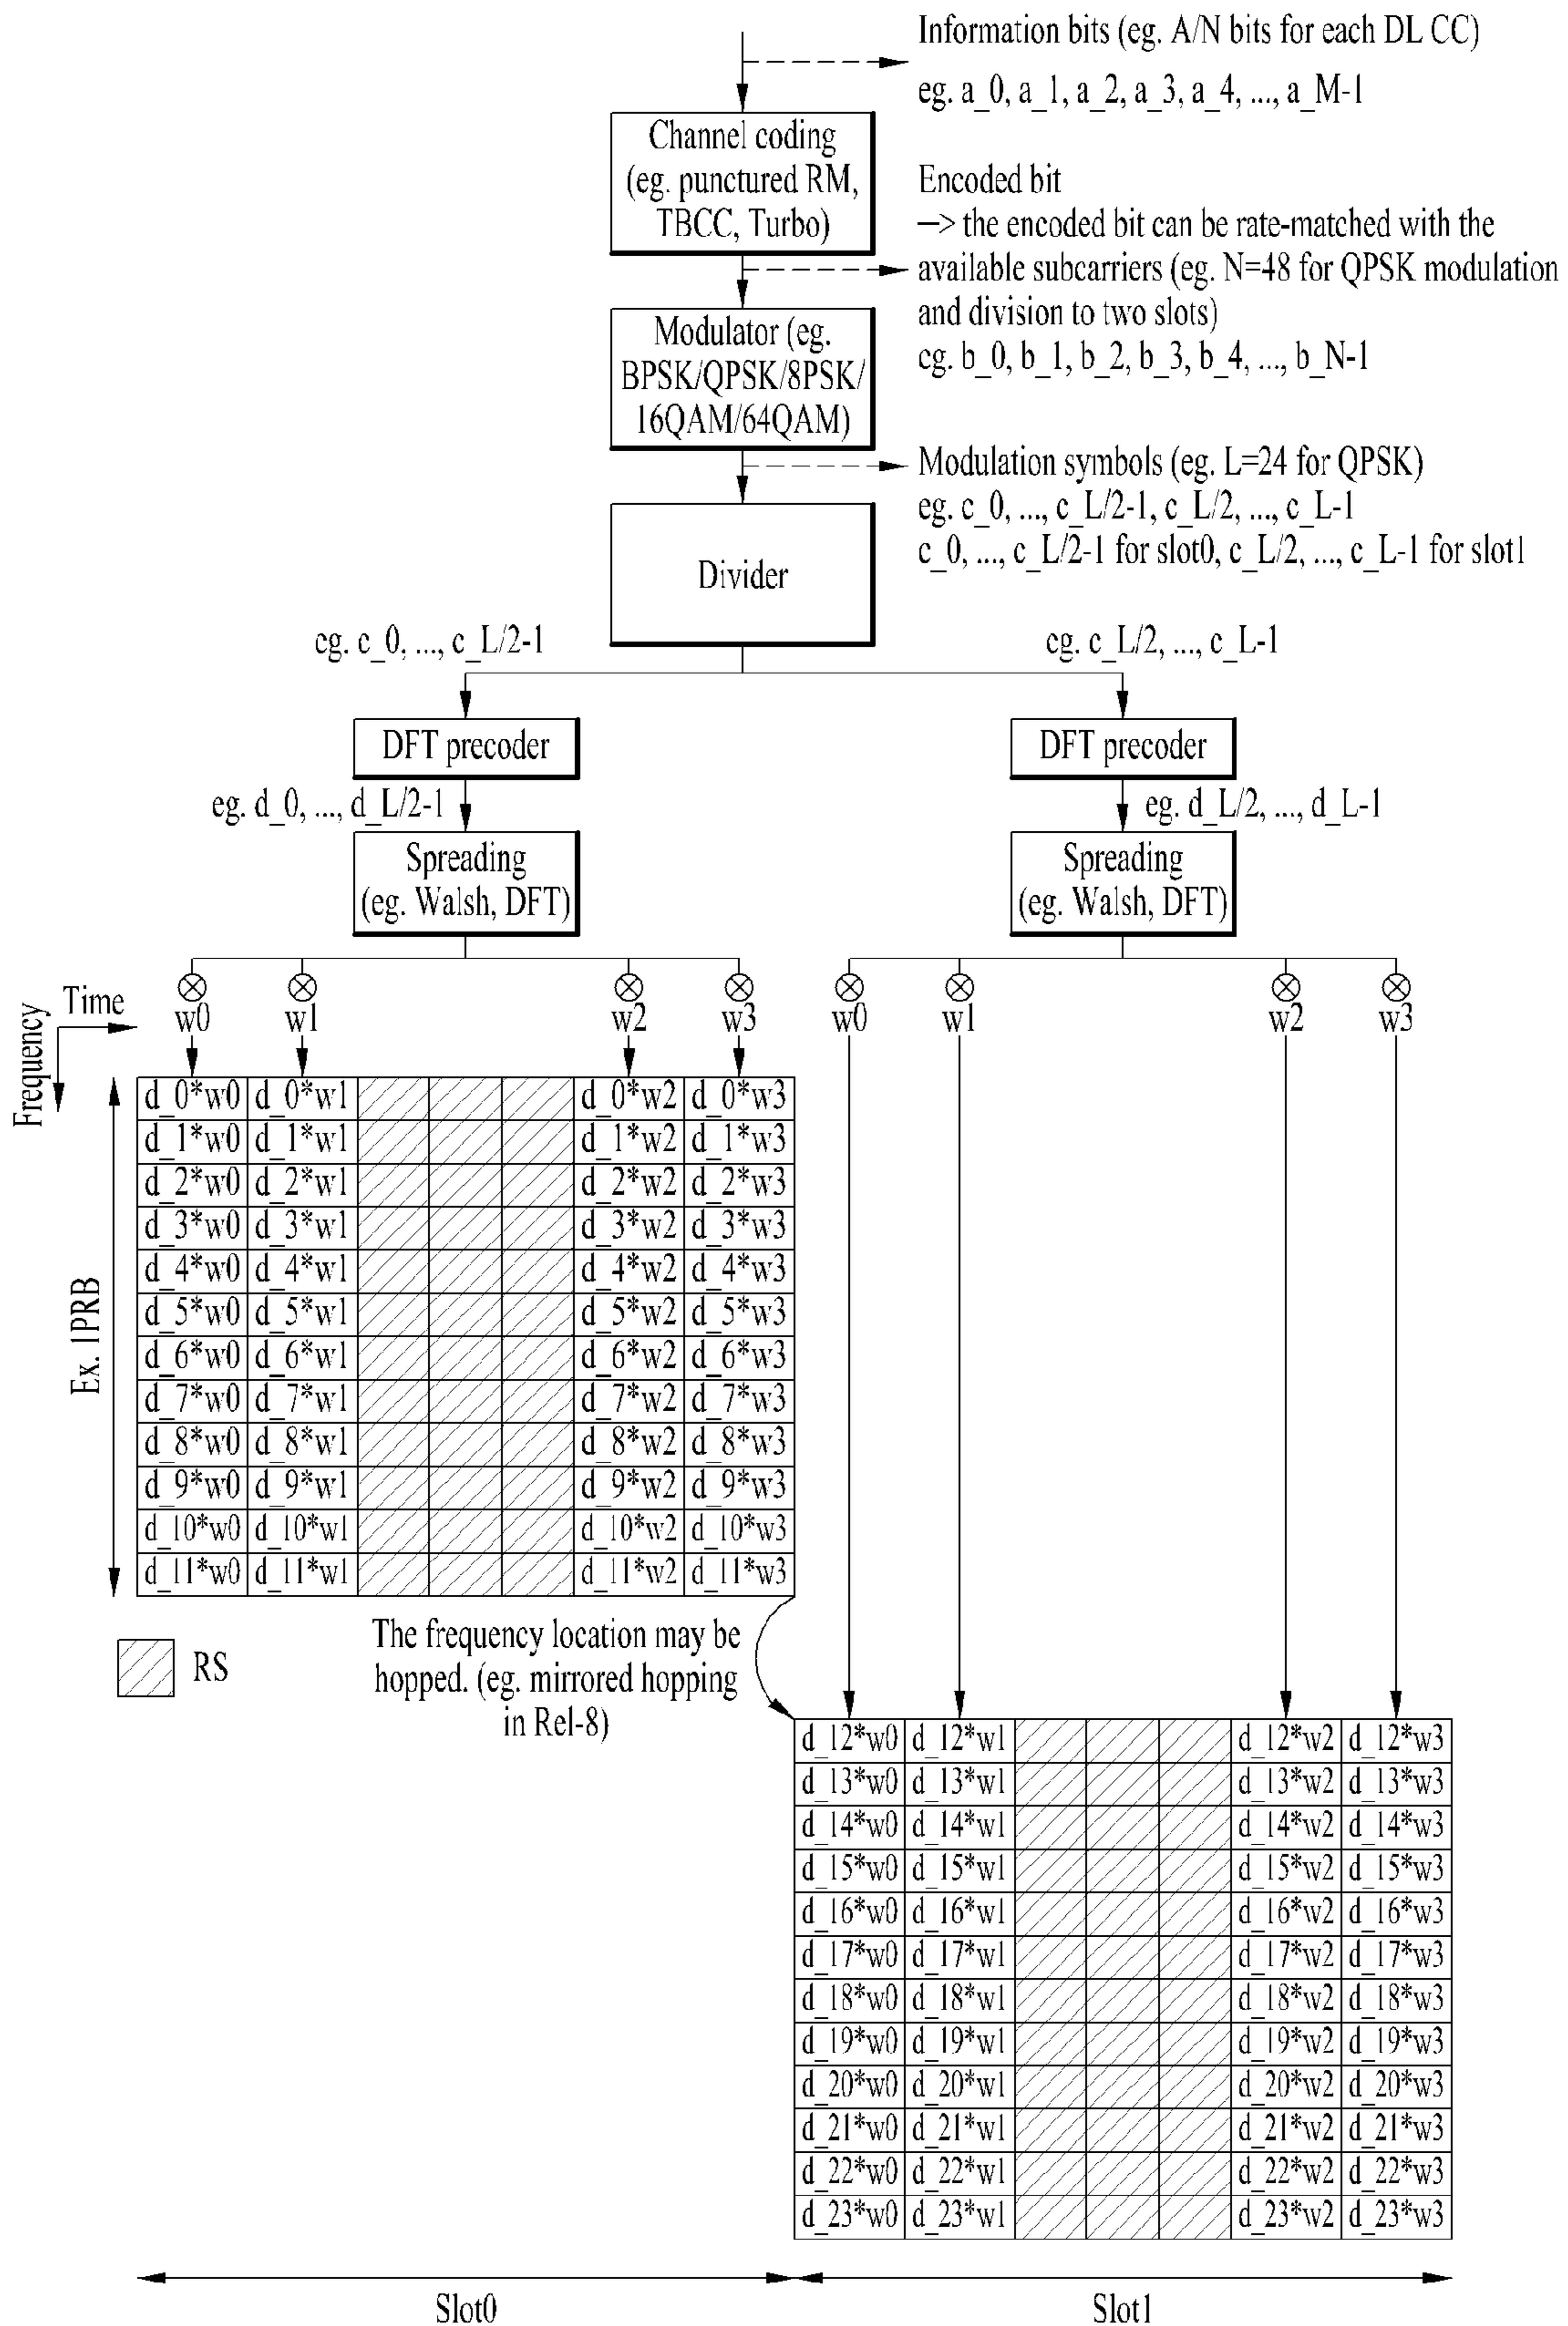 Information bits (eg. A/N bits for each DL CC)
eg. a_0, a_1, a_2, a_3, a_4, ..., a_M-1
Channel coding
(eg. punctured RM,
TBCC, Turbo)
Encoded bit
—> the encoded bit can be rate-matched with the
available subcarriers (eg. N=48 for QPSK modulation
and division to two slots)
cg. b_0, b_1, b_2, b_3, b_4, ..., b_N-1
Modulator (eg.
BPSK/QPSK/8PSK/
16QAM/64QAM)
Modulation symbols (eg. L=24 for QPSK)
eg. c_0, ..., c_L/2-1, c_L/2, ..., c_L-1
c_0, ..., c_L/2-1 for slot0, c_L/2, ..., c_L-1 for slot1
Divider
cg. c_0, ..., c_L/2-1
cg. c_L/2, ..., c_L-1
DFT precoder
DFT precoder
eg. d_0, ..., d_L/2-1
eg. d_L/2, ..., d_L-1
Spreading
(eg. Walsh, DFT)
Spreading
(eg. Walsh, DFT)
Time
Frequency
w0 w1 w2 w3 w0 w1 w2 w3
d_0*w0 d_0*w1 d_0*w2 d_0*w3
d_1*w0 d_1*w1 d_1*w2 d_1*w3
d_2*w0 d_2*w1 d_2*w2 d_2*w3
d_3*w0 d_3*w1 d_3*w2 d_3*w3
d_4*w0 d_4*w1 d_4*w2 d_4*w3
d_5*w0 d_5*w1 d_5*w2 d_5*w3
d_6*w0 d_6*w1 d_6*w2 d_6*w3
d_7*w0 d_7*w1 d_7*w2 d_7*w3
d_8*w0 d_8*w1 d_8*w2 d_8*w3
d_9*w0 d_9*w1 d_9*w2 d_9*w3
d_10*w0 d_10*w1 d_10*w2 d_10*w3
d_11*w0 d_11*w1 d_11*w2 d_11*w3
Ex. 1PRB
RS
The frequency location may be
hopped. (eg. mirrored hopping
in Rel-8)
d_12*w0 d_12*w1 d_12*w2 d_12*w3
d_13*w0 d_13*w1 d_13*w2 d_13*w3
d_14*w0 d_14*w1 d_14*w2 d_14*w3
d_15*w0 d_15*w1 d_15*w2 d_15*w3
d_16*w0 d_16*w1 d_16*w2 d_16*w3
d_17*w0 d_17*w1 d_17*w2 d_17*w3
d_18*w0 d_18*w1 d_18*w2 d_18*w3
d_19*w0 d_19*w1 d_19*w2 d_19*w3
d_20*w0 d_20*w1 d_20*w2 d_20*w3
d_21*w0 d_21*w1 d_21*w2 d_21*w3
d_22*w0 d_22*w1 d_22*w2 d_22*w3
d_23*w0 d_23*w1 d_23*w2 d_23*w3
Slot0
Slot1